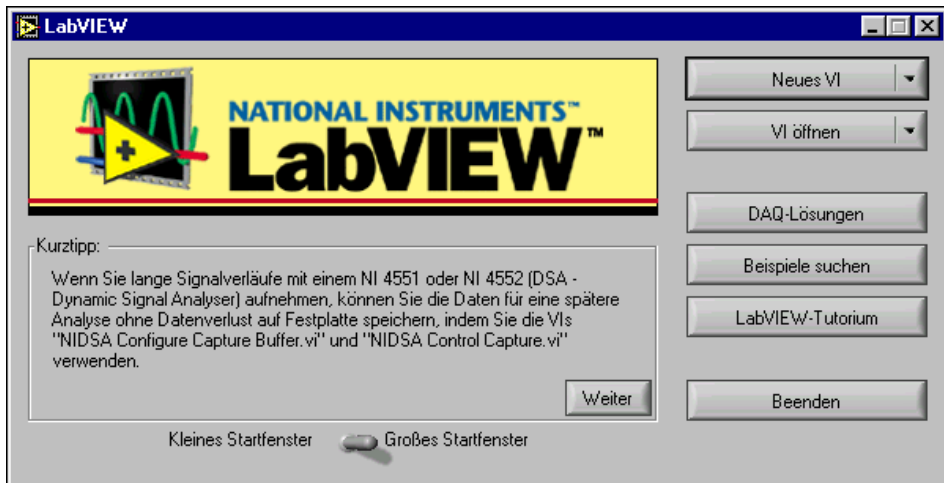 LabVIEW
NATIONAL INSTRUMENTS™
LabVIEW™
Kurztipp:
Wenn Sie lange Signalverläufe mit einem NI 4551 oder NI 4552 (DSA -
Dynamic Signal Analyser) aufnehmen, können Sie die Daten für eine spätere
Analyse ohne Datenverlust auf Festplatte speichern, indem Sie die VIs
"NIDSA Configure Capture Buffer.vi" und "NIDSA Control Capture.vi"
verwenden.
Weiter
Kleines Startfenster
Großes Startfenster
Neues VI
VI öffnen
DAQ-Lösungen
Beispiele suchen
LabVIEW-Tutorium
Beenden